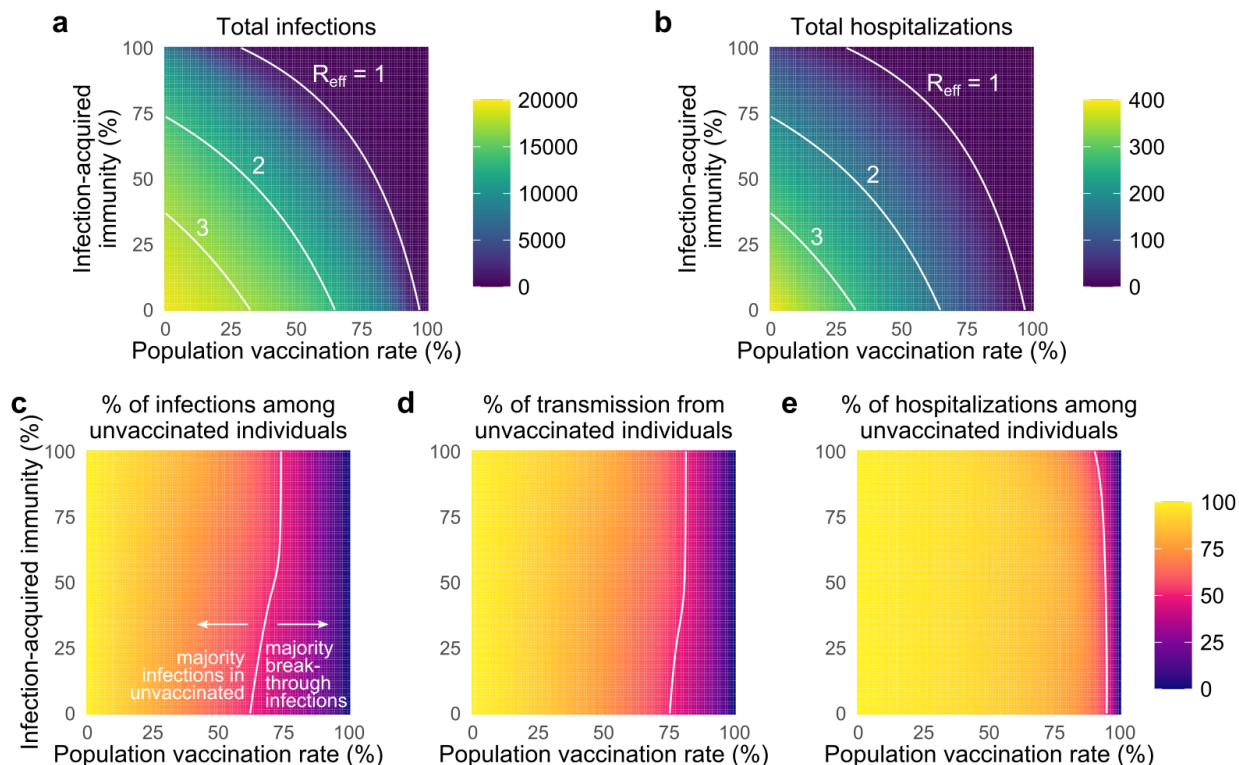 a
Total infections
Infection-acquired
immunity (%)
100
75
50
25
0
R_eff = 1
2
3
0 25 50 75 100
Population vaccination rate (%)
20000
15000
10000
5000
0
b
Total hospitalizations
Infection-acquired
immunity (%)
100
75
50
25
0
R_eff = 1
2
3
0 25 50 75 100
Population vaccination rate (%)
400
300
200
100
0
c
% of infections among
unvaccinated individuals
Infection-acquired immunity (%)
100
75
50
25
0
majority
infections in
unvaccinated
majority
break-
through
infections
0 25 50 75 100
Population vaccination rate (%)
d
% of transmission from
unvaccinated individuals
100
75
50
25
0
0 25 50 75 100
Population vaccination rate (%)
e
% of hospitalizations among
unvaccinated individuals
100
75
50
25
0
0 25 50 75 100
Population vaccination rate (%)
100
75
50
25
0